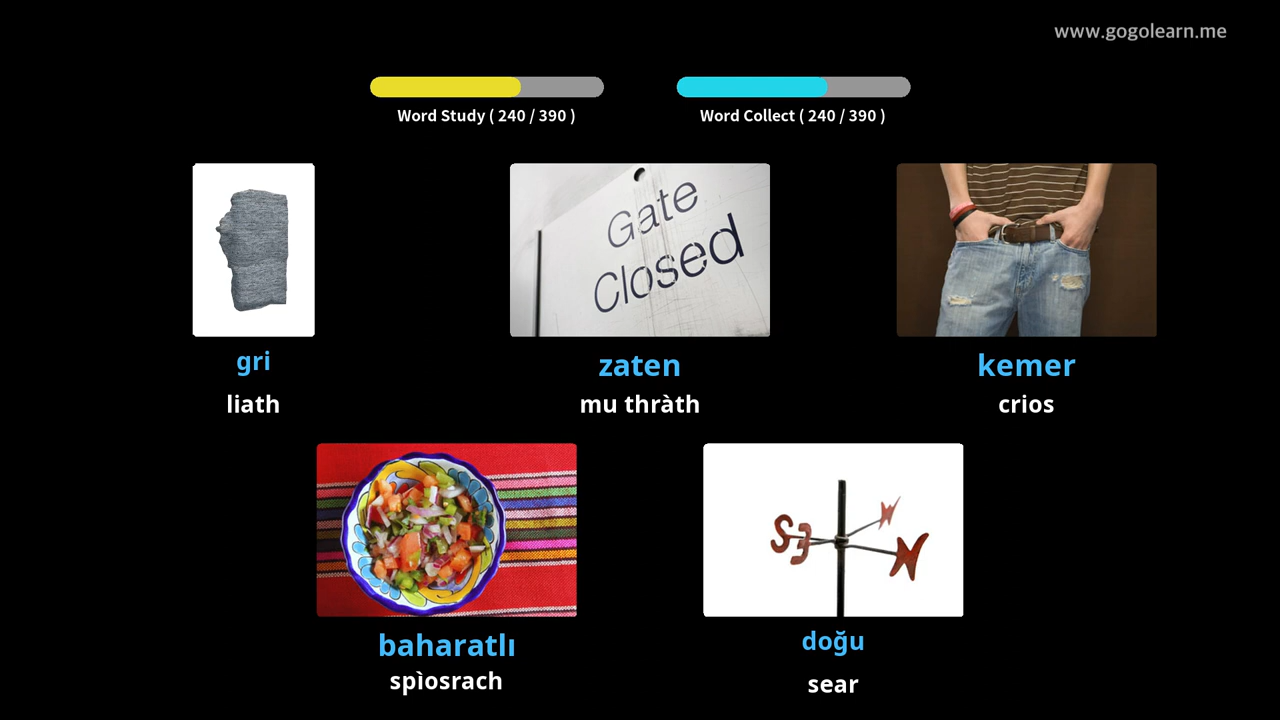 www.gogolearn.me
Word Study ( 240 / 390 )
Word Collect ( 240 / 390 )
Gate
Closed
gri
liath
zaten
mu thràth
kemer
crios
S E N
baharatlı
spìosrach
doğu
sear